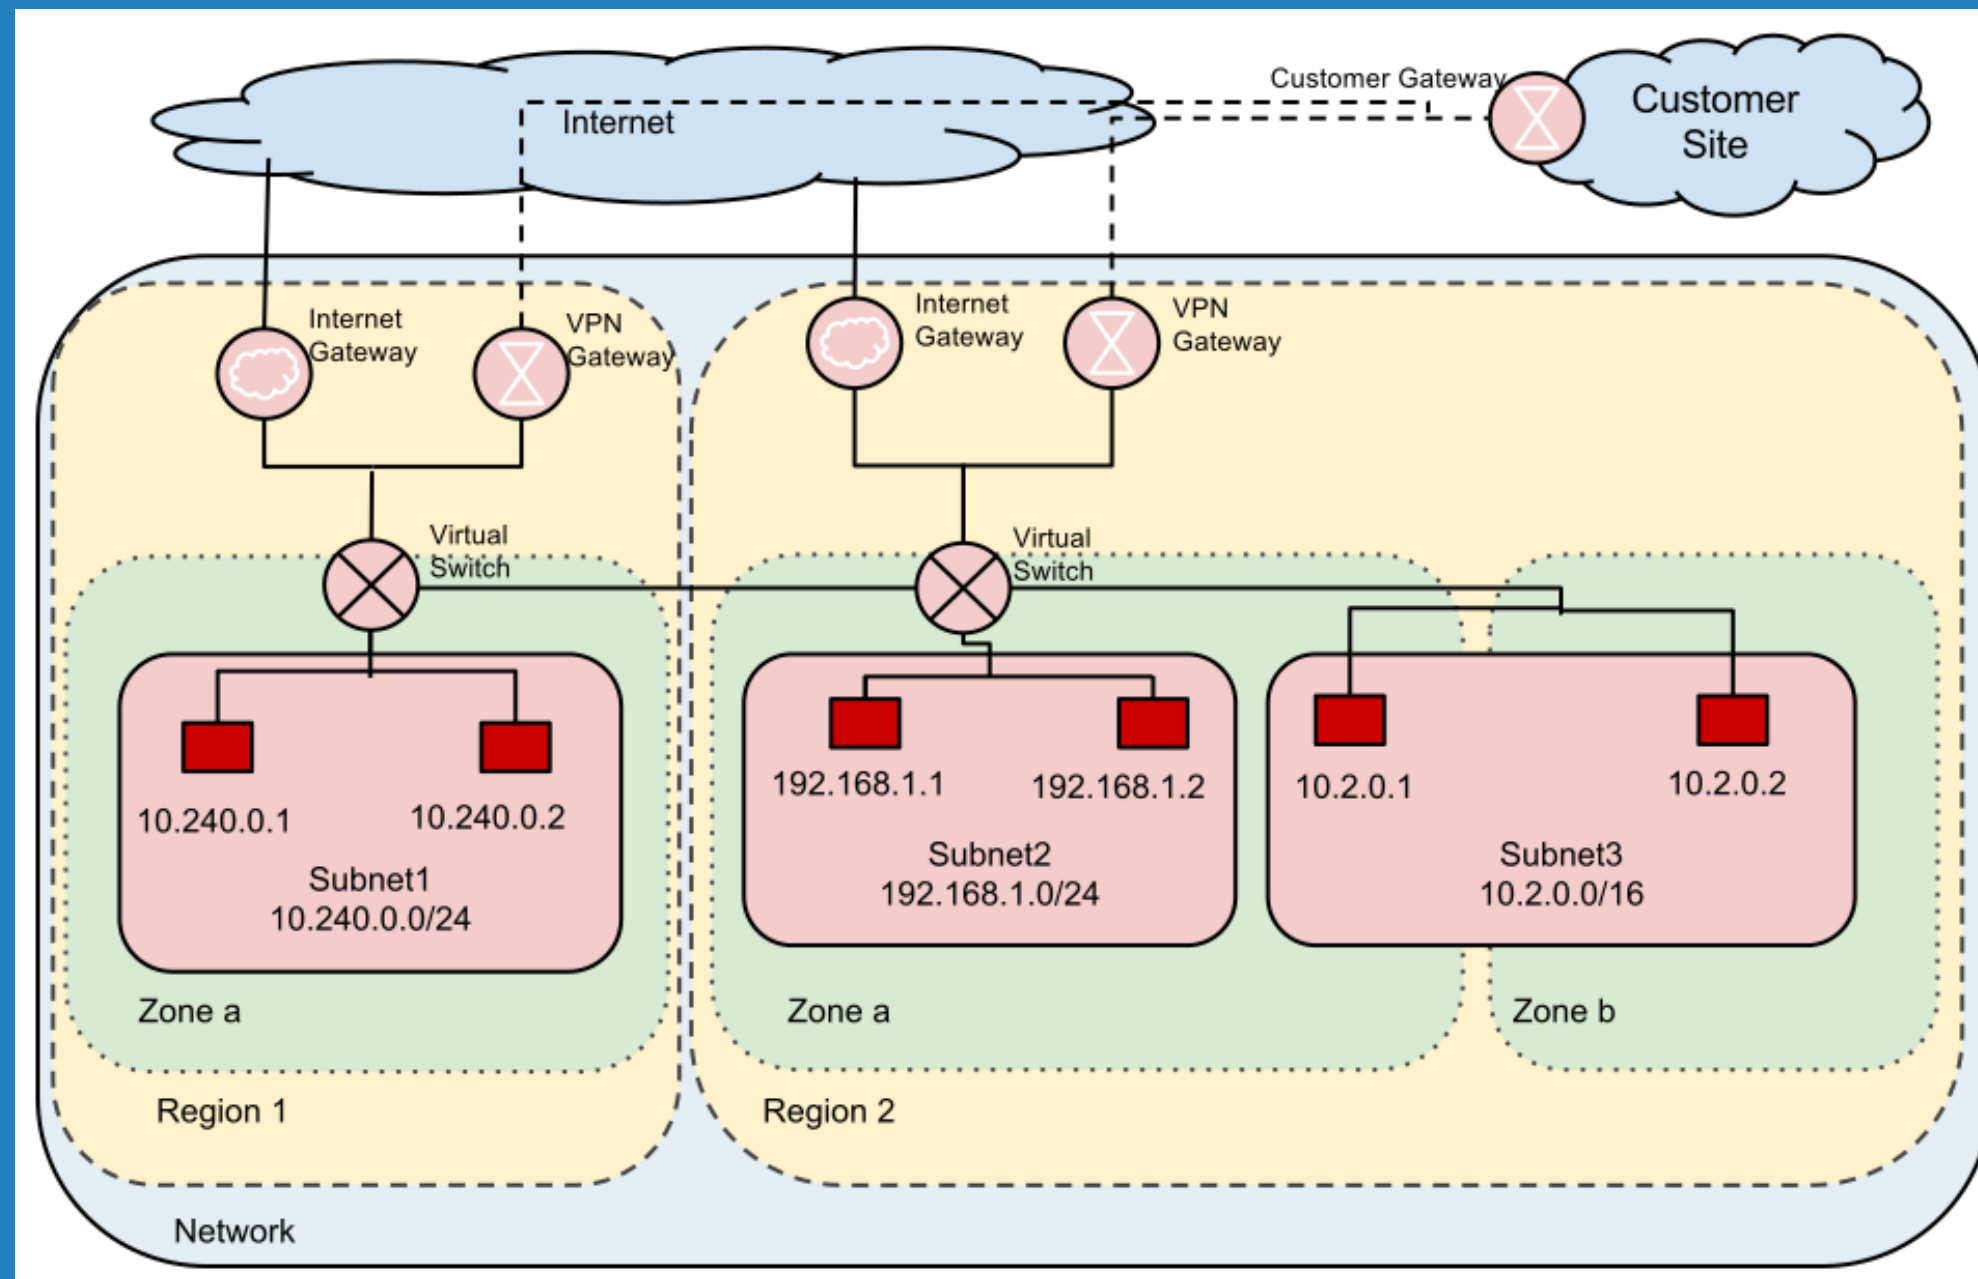 Customer Gateway
Customer
Site
Internet
Internet
Gateway
VPN
Gateway
Internet
Gateway
VPN
Gateway
Virtual
Switch
Virtual
Switch
10.240.0.1
10.240.0.2
Subnet1
10.240.0.0/24
192.168.1.1
192.168.1.2
Subnet2
192.168.1.0/24
10.2.0.1
10.2.0.2
Subnet3
10.2.0.0/16
Zone a
Zone a
Zone b
Region 1
Region 2
Network